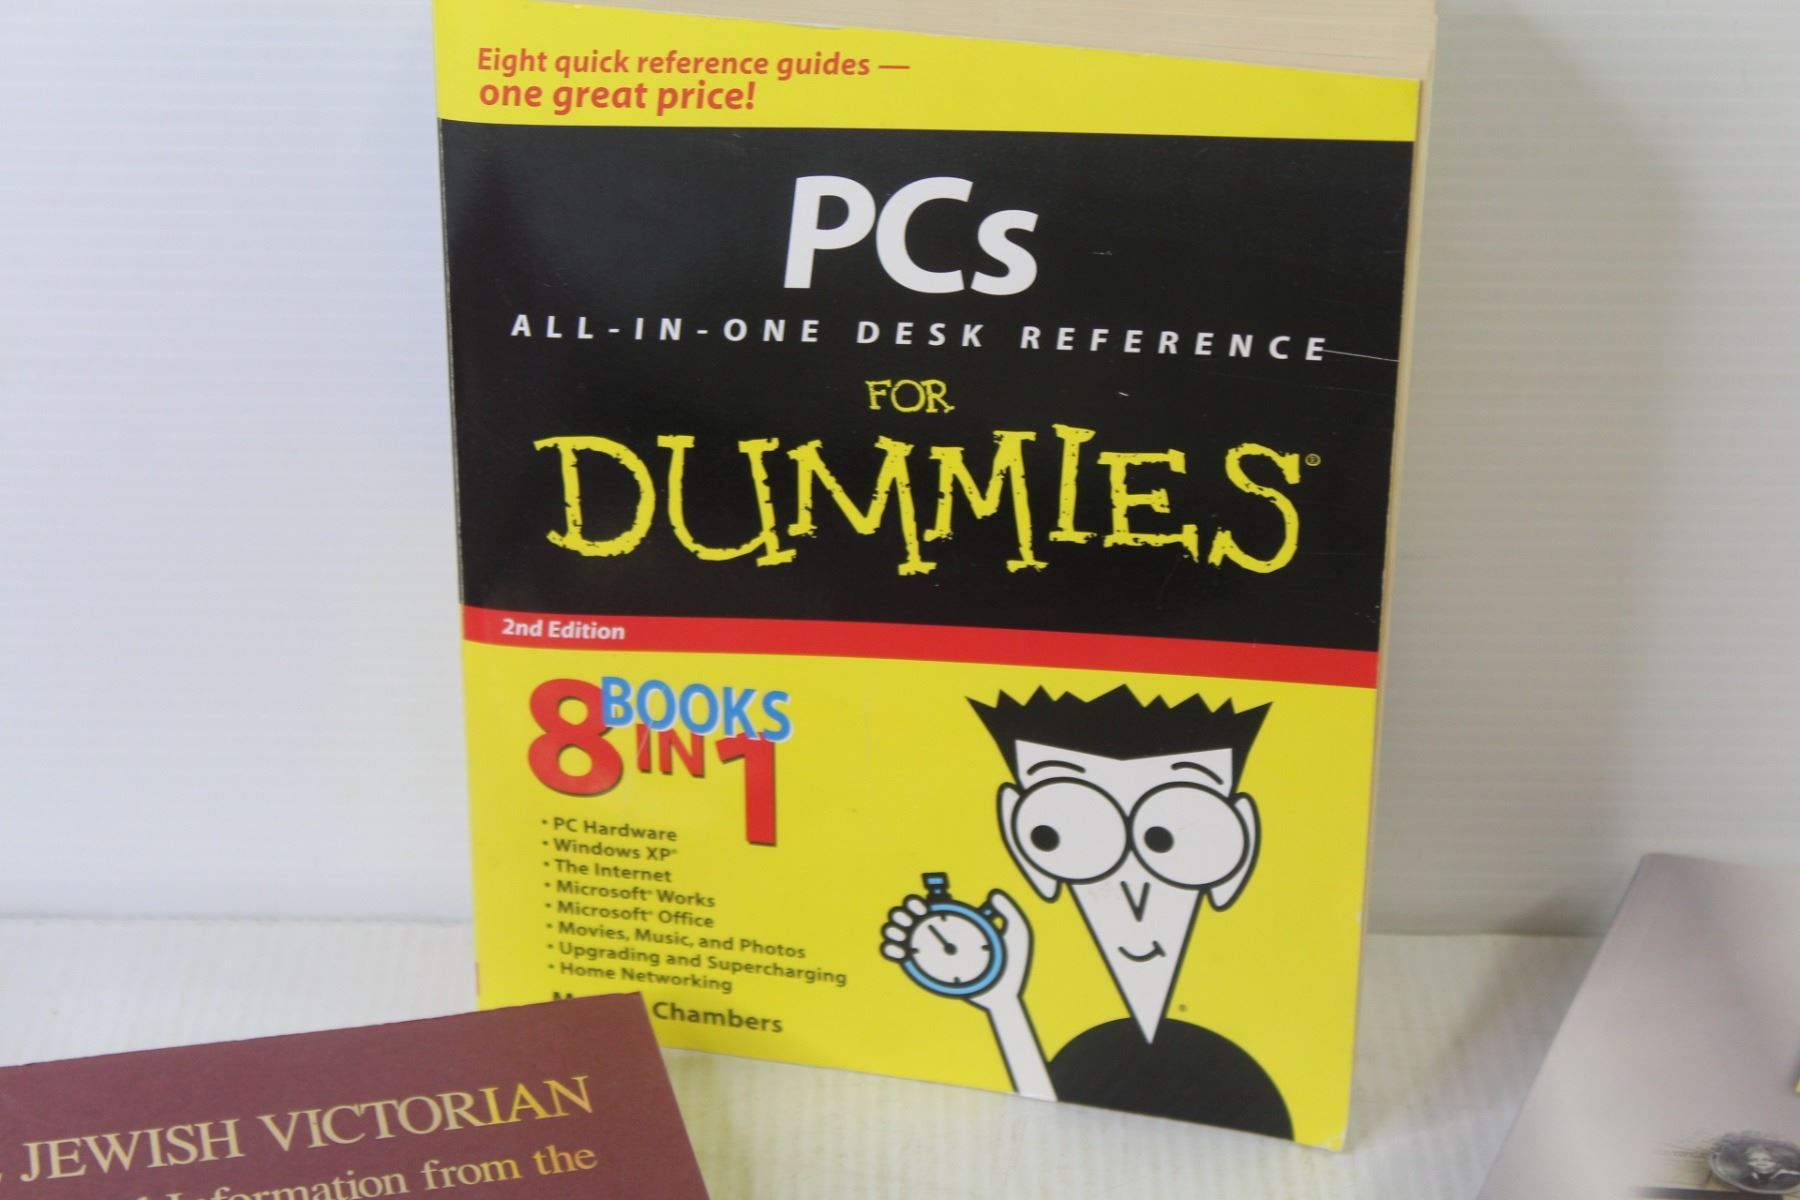 Eight quick reference guides —
one great price!
PCs
ALL-IN-ONE DESK REFERENCE
FOR
DUMMIES®
2nd Edition
8 BOOKS IN 1
• PC Hardware
• Windows XP®
• The Internet
• Microsoft® Works
• Microsoft® Office
• Movies, Music, and Photos
• Upgrading and Supercharging
• Home Networking
Chambers
JEWISH VICTORIAN
Information from the